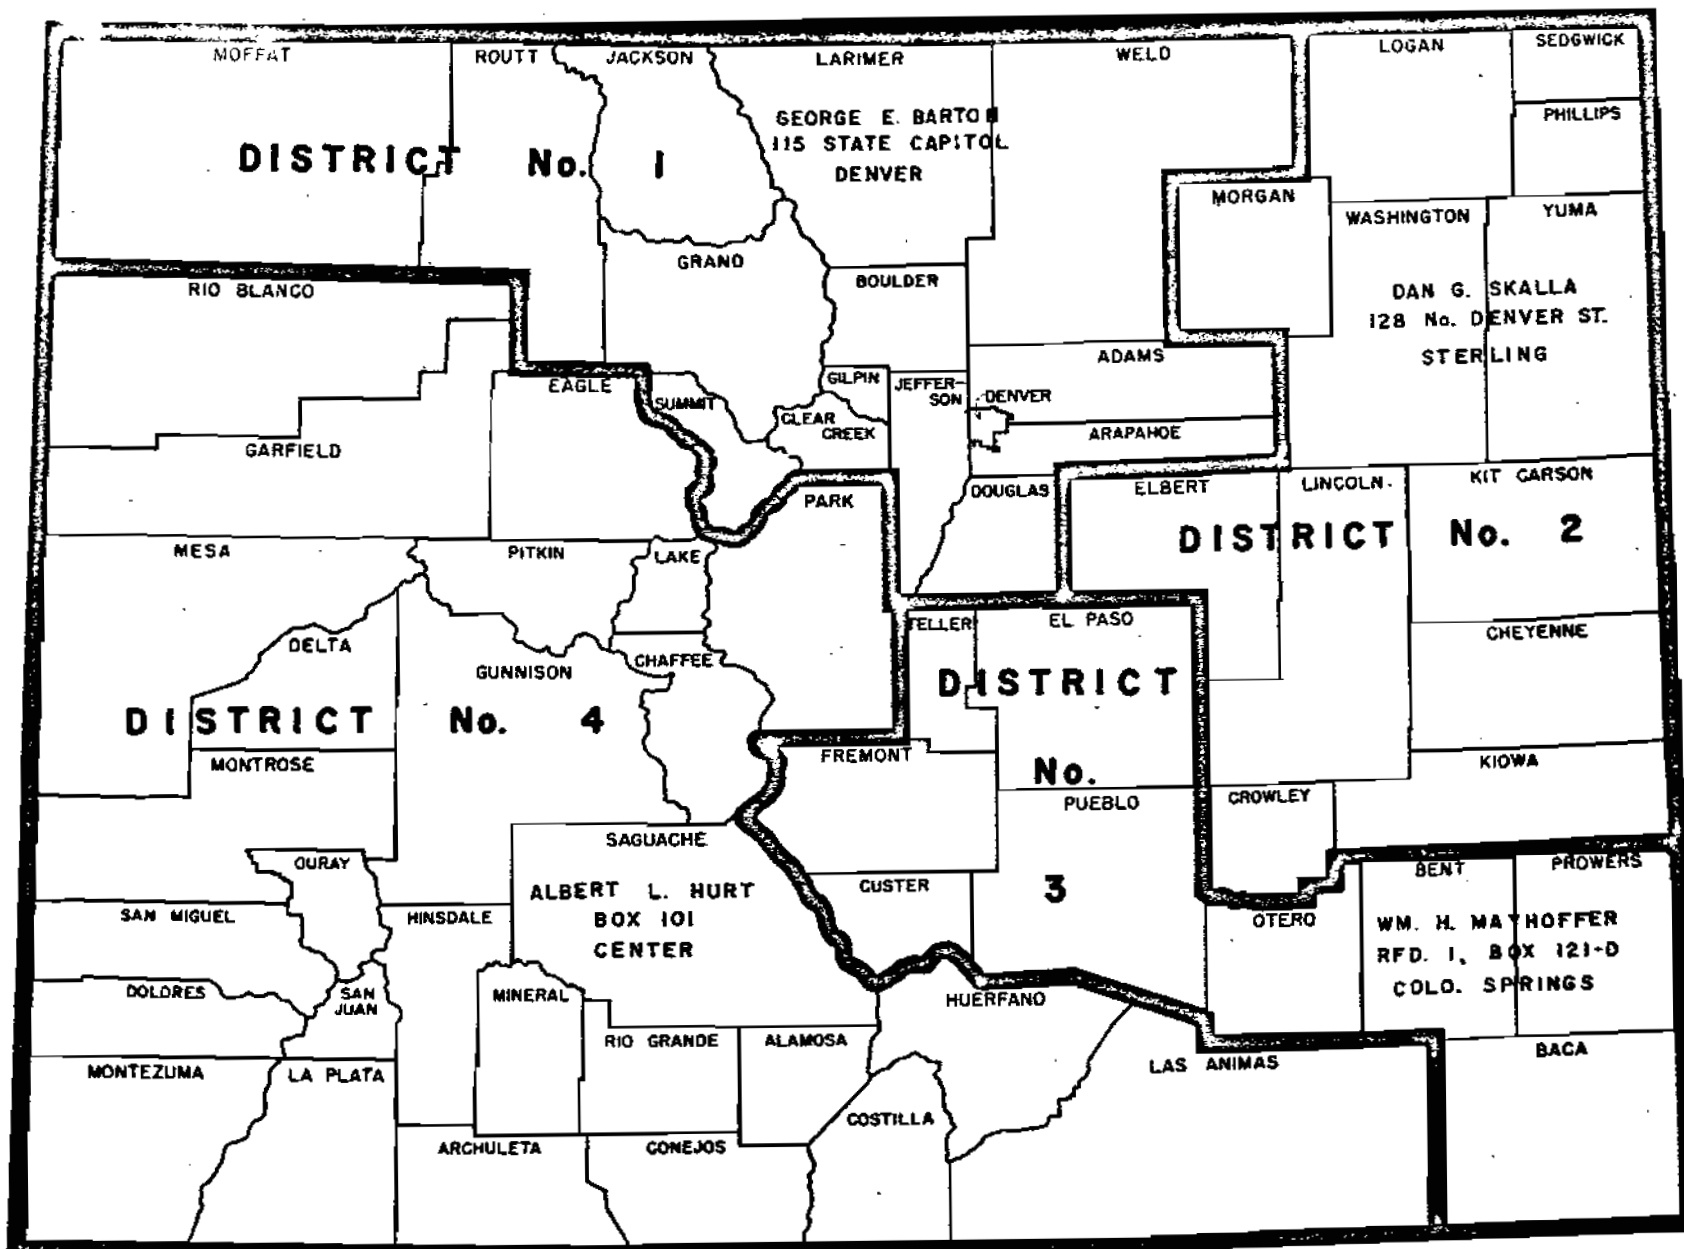 MOFFAT
ROUTT
JACKSON
LARIMER
WELD
LOGAN
SEDGWICK
PHILLIPS
GEORGE E. BARTON
115 STATE CAPITOL
DENVER
DISTRICT No. 1
MORGAN
WASHINGTON
YUMA
GRAND
BOULDER
RIO BLANCO
DAN G. SKALLA
128 No. DENVER ST.
STERLING
ADAMS
EAGLE
SUMMIT
GILPIN
JEFFER-
SON
DENVER
CLEAR
CREEK
ARAPAHOE
GARFIELD
PARK
DOUGLAS
ELBERT
LINCOLN
KIT CARSON
DISTRICT No. 2
MESA
PITKIN
LAKE
TELLER
EL PASO
CHEYENNE
DELTA
GUNNISON
CHAFFEE
DISTRICT
No.
3
DISTRICT No. 4
MONTROSE
FREMONT
KIOWA
PUEBLO
CROWLEY
SAGUACHE
OURAY
BENT
PROWERS
ALBERT L. HURT
BOX 101
CENTER
CUSTER
SAN MIGUEL
HINSDALE
OTERO
WM. H. MAYHOFFER
RFD. 1, BOX 121-D
COLO. SPRINGS
DOLORES
SAN
JUAN
MINERAL
HUERFANO
RIO GRANDE
ALAMOSA
LAS ANIMAS
BACA
MONTEZUMA
LA PLATA
COSTILLA
ARCHULETA
CONEJOS